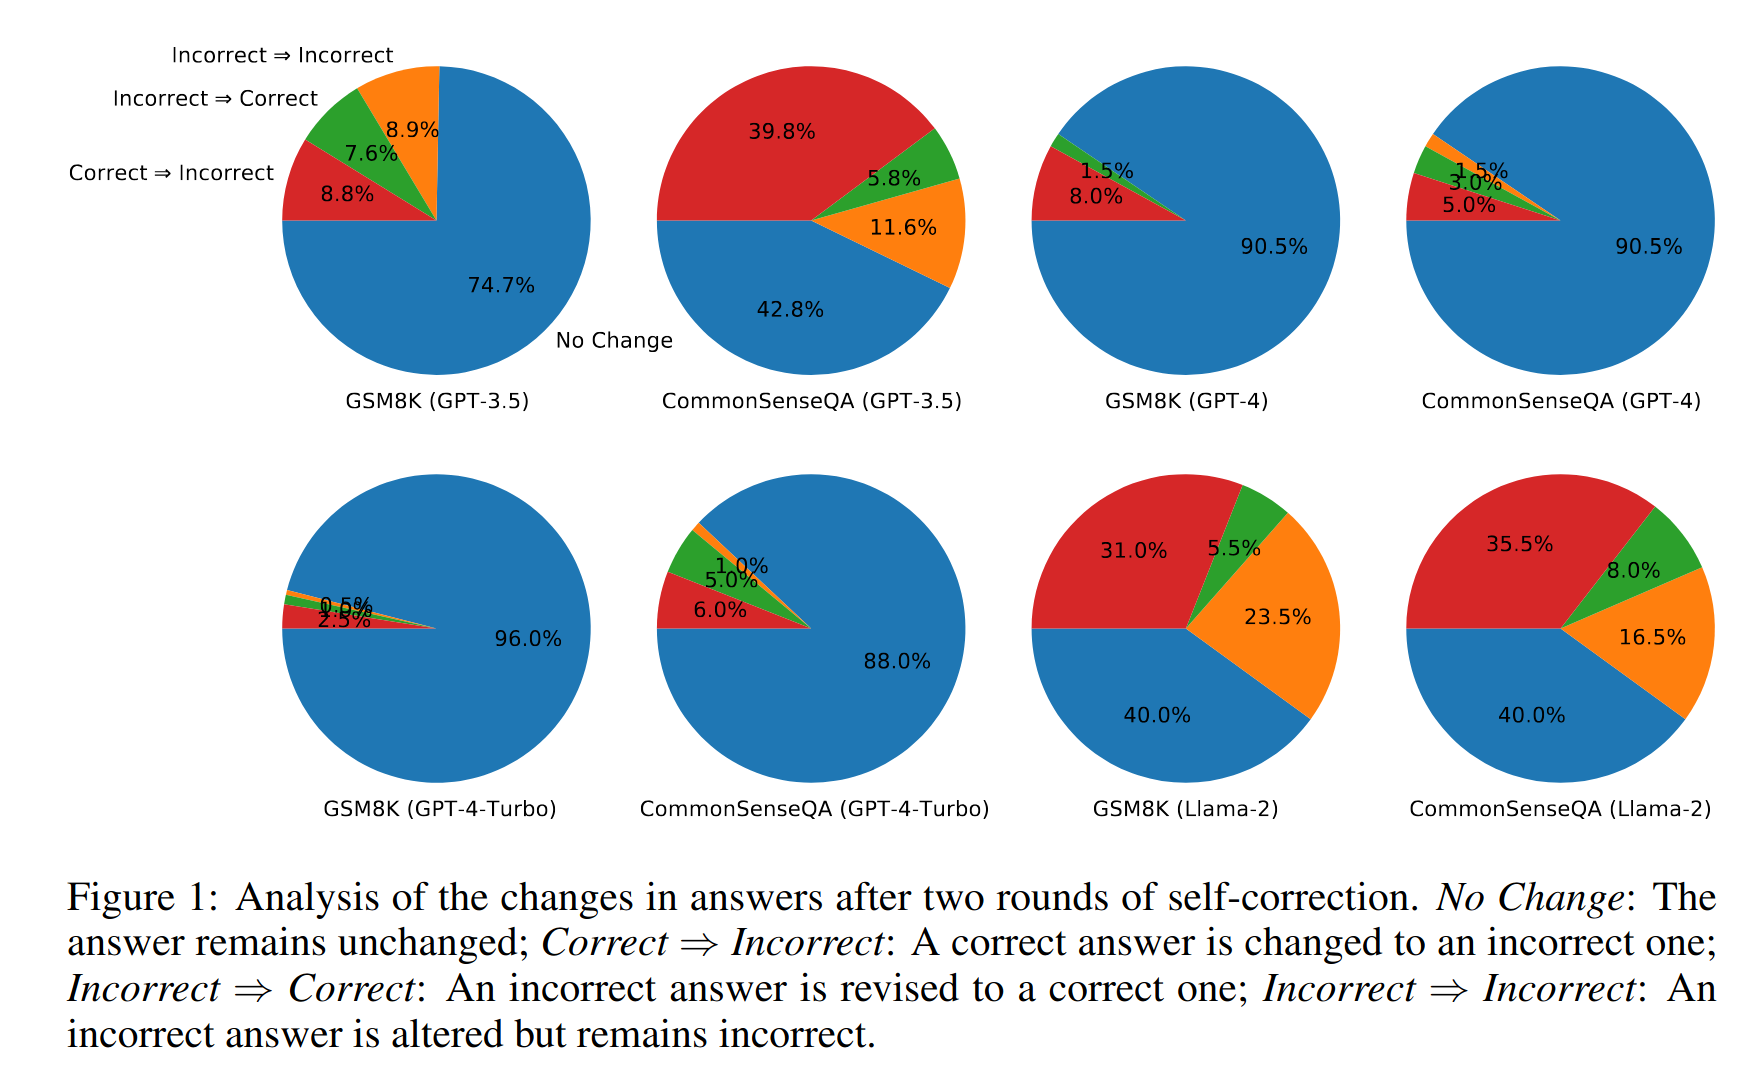 Incorrect ⇒ Incorrect
Incorrect ⇒ Correct
Correct ⇒ Incorrect
8.9%
7.6%
8.8%
74.7%
No Change
GSM8K (GPT-3.5)
39.8%
5.8%
11.6%
42.8%
CommonSenseQA (GPT-3.5)
1.5%
8.0%
90.5%
GSM8K (GPT-4)
1.5%
3.0%
5.0%
90.5%
CommonSenseQA (GPT-4)
0.5%
1.0%
2.5%
96.0%
GSM8K (GPT-4-Turbo)
1.0%
5.0%
6.0%
88.0%
CommonSenseQA (GPT-4-Turbo)
31.0%
5.5%
23.5%
40.0%
GSM8K (Llama-2)
35.5%
8.0%
16.5%
40.0%
CommonSenseQA (Llama-2)
Figure 1: Analysis of the changes in answers after two rounds of self-correction. No Change: The
answer remains unchanged; Correct ⇒ Incorrect: A correct answer is changed to an incorrect one;
Incorrect ⇒ Correct: An incorrect answer is revised to a correct one; Incorrect ⇒ Incorrect: An
incorrect answer is altered but remains incorrect.